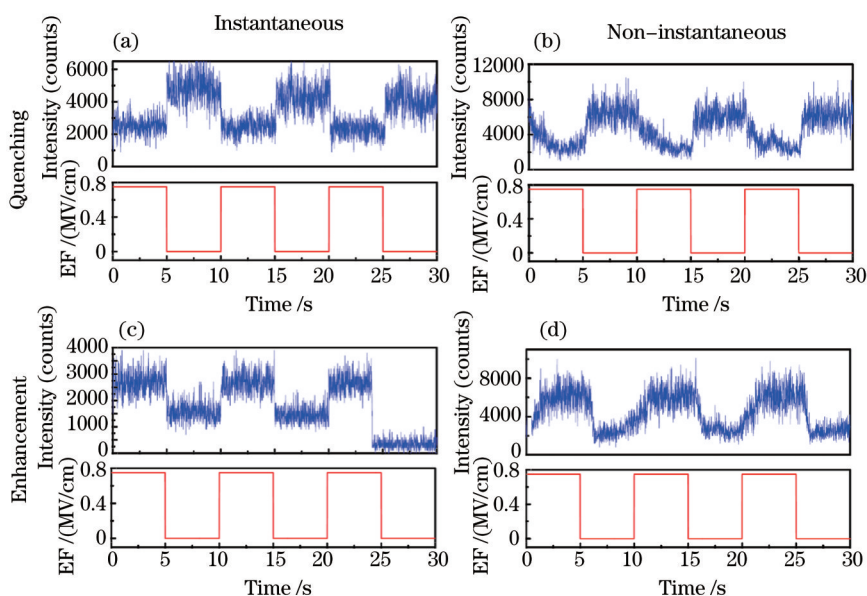 Instantaneous
Non-instantaneous
Quenching
Enhancement
(a)
Intensity (counts)
6000
4000
2000
0
EF /(MV/cm)
0.8
0.4
0
0 5 10 15 20 25 30
Time /s
(b)
Intensity (counts)
12000
8000
4000
0
EF /(MV/cm)
0.8
0.4
0
0 5 10 15 20 25 30
Time /s
(c)
Intensity (counts)
4000
3000
2000
1000
0
EF /(MV/cm)
0.8
0.4
0
0 5 10 15 20 25 30
Time /s
(d)
Intensity (counts)
8000
4000
0
EF /(MV/cm)
0.8
0.4
0
0 5 10 15 20 25 30
Time /s